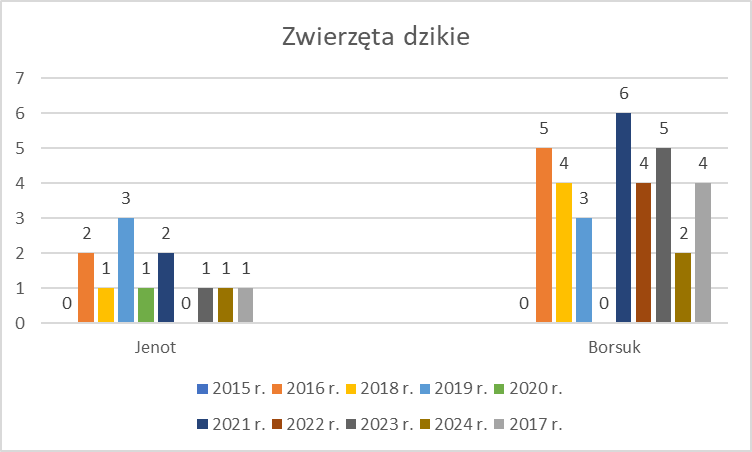 Zwierzęta dzikie
7
6
5
4
3
2
1
0
0 2 1 3 1 2 0 1 1 1
0 5 4 3 0 6 4 5 2 4
Jenot Borsuk
2015 r. 2016 r. 2018 r. 2019 r. 2020 r.
2021 r. 2022 r. 2023 r. 2024 r. 2017 r.